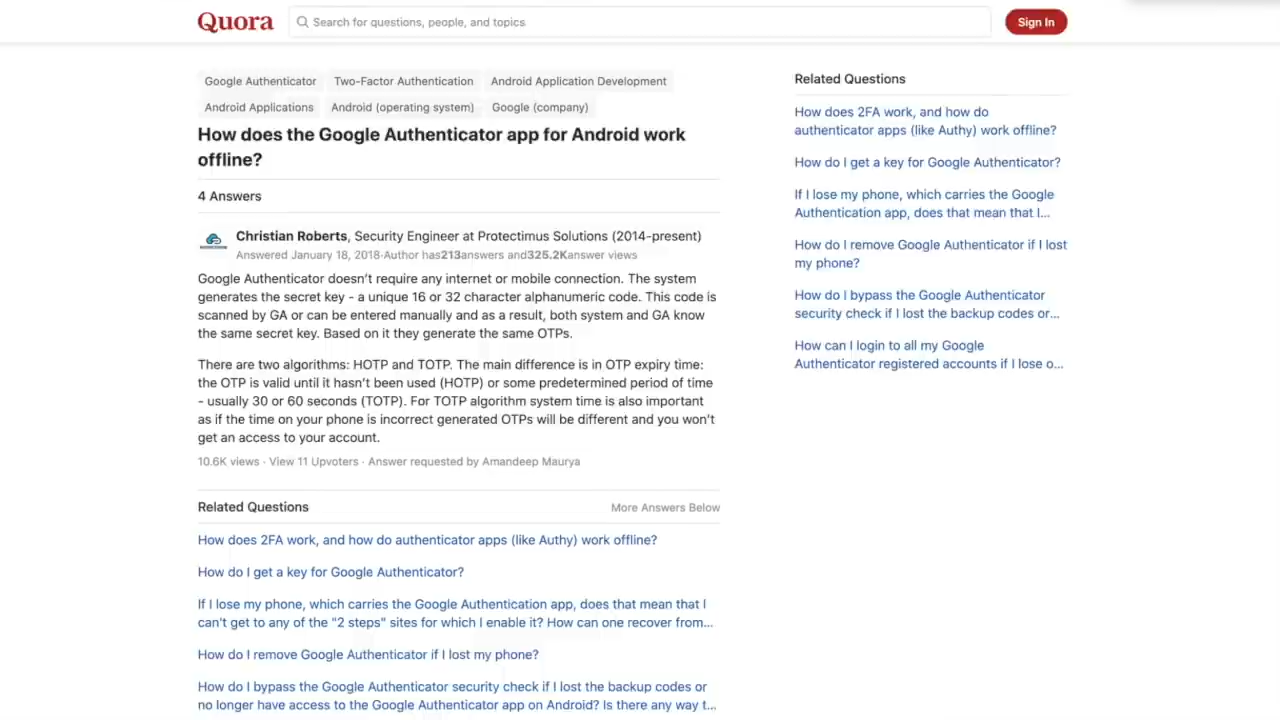 Quora
Search for questions, people, and topics
Sign In
Google Authenticator
Two-Factor Authentication
Android Application Development
Android Applications
Android (operating system)
Google (company)
How does the Google Authenticator app for Android work
offline?
4 Answers
Christian Roberts, Security Engineer at Protectimus Solutions (2014-present)
Answered January 18, 2018·Author has213answers and325.2Kanswer views
Google Authenticator doesn't require any internet or mobile connection. The system
generates the secret key - a unique 16 or 32 character alphanumeric code. This code is
scanned by GA or can be entered manually and as a result, both system and GA know
the same secret key. Based on it they generate the same OTPs.
There are two algorithms: HOTP and TOTP. The main difference is in OTP expiry time:
the OTP is valid until it hasn't been used (HOTP) or some predetermined period of time
- usually 30 or 60 seconds (TOTP). For TOTP algorithm system time is also important
as if the time on your phone is incorrect generated OTPs will be different and you won't
get an access to your account.
10.6K views · View 11 Upvoters · Answer requested by Amandeep Maurya
Related Questions
More Answers Below
How does 2FA work, and how do authenticator apps (like Authy) work offline?
How do I get a key for Google Authenticator?
If I lose my phone, which carries the Google Authentication app, does that mean that I
can't get to any of the "2 steps" sites for which I enable it? How can one recover from...
How do I remove Google Authenticator if I lost my phone?
How do I bypass the Google Authenticator security check if I lost the backup codes or
no longer have access to the Google Authenticator app on Android? Is there any way t...
Related Questions
How does 2FA work, and how do
authenticator apps (like Authy) work offline?
How do I get a key for Google Authenticator?
If I lose my phone, which carries the Google
Authentication app, does that mean that I...
How do I remove Google Authenticator if I lost
my phone?
How do I bypass the Google Authenticator
security check if I lost the backup codes or...
How can I login to all my Google
Authenticator registered accounts if I lose o...